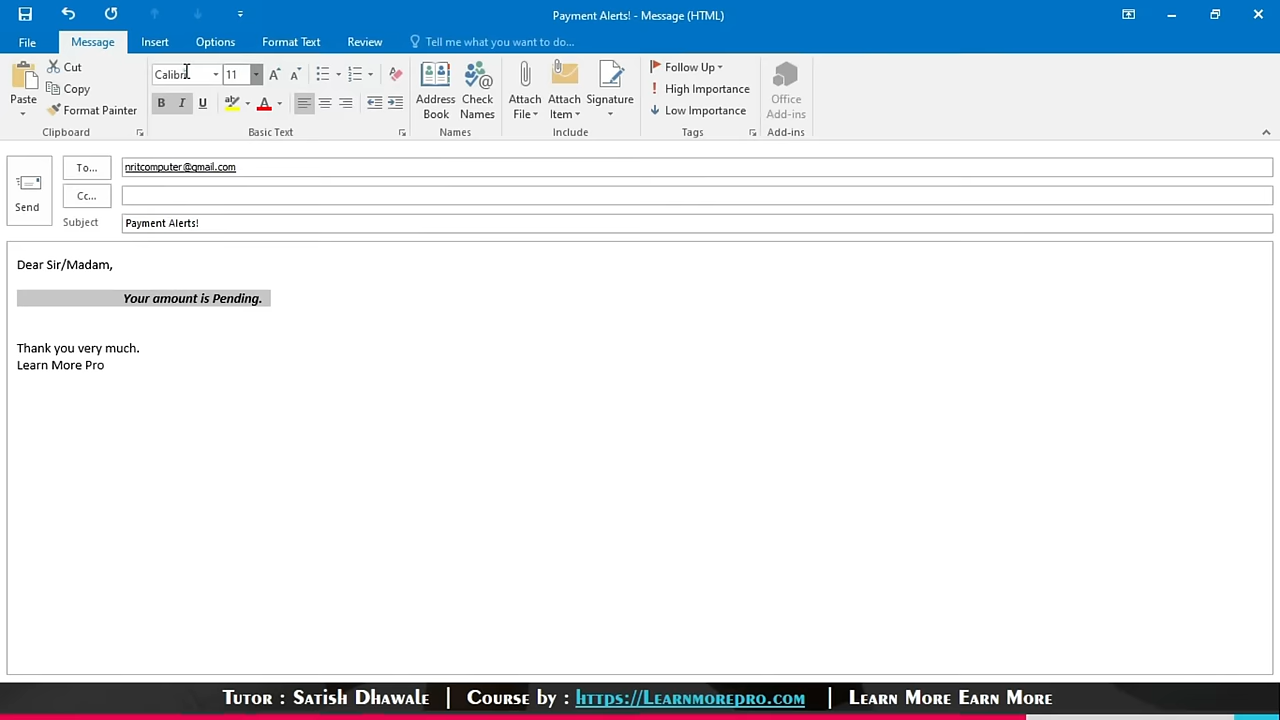 Payment Alerts! - Message (HTML)
File Message Insert Options Format Text Review Tell me what you want to do...
Paste
Cut
Copy
Format Painter
Clipboard
Calibri 11
B I U ab A
Basic Text
Address Book
Check Names
Names
Attach File
Attach Item
Signature
Include
Follow Up
High Importance
Low Importance
Tags
Office Add-ins
Add-ins
Send
To... nritcomputer@gmail.com
Cc...
Subject Payment Alerts!
Dear Sir/Madam,
Your amount is Pending.
Thank you very much.
Learn More Pro
Tutor : Satish Dhawale | Course by : https://Learnmorepro.com | Learn More Earn More